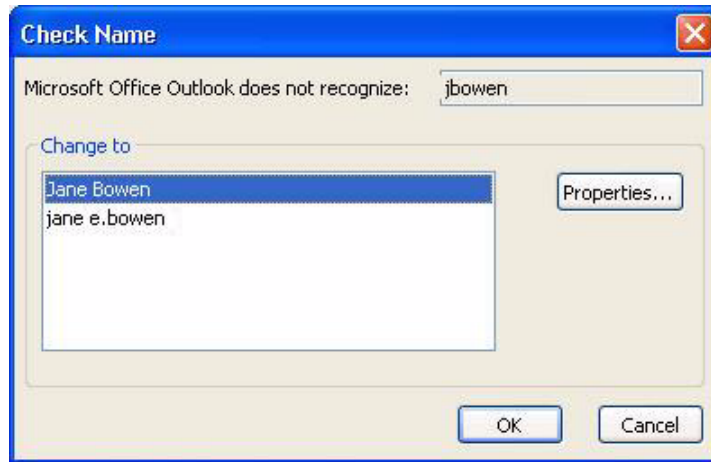 Check Name
Microsoft Office Outlook does not recognize: jbowen
Change to
Jane Bowen
Properties...
jane e.bowen
OK Cancel